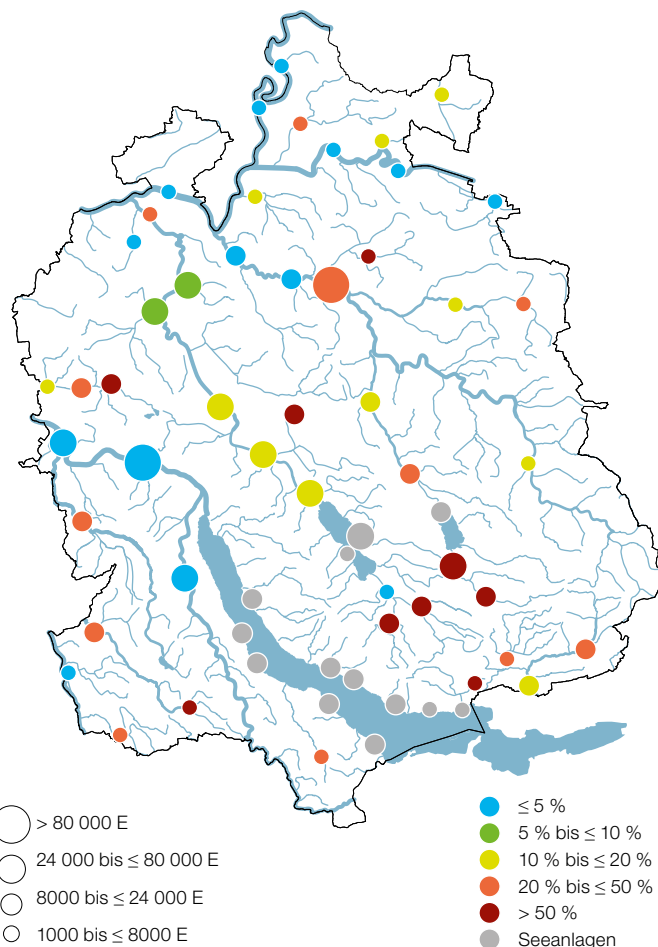 > 80 000 E
24 000 bis ≤ 80 000 E
8000 bis ≤ 24 000 E
1000 bis ≤ 8000 E
≤ 5 %
5 % bis ≤ 10 %
10 % bis ≤ 20 %
20 % bis ≤ 50 %
> 50 %
Seeanlagen